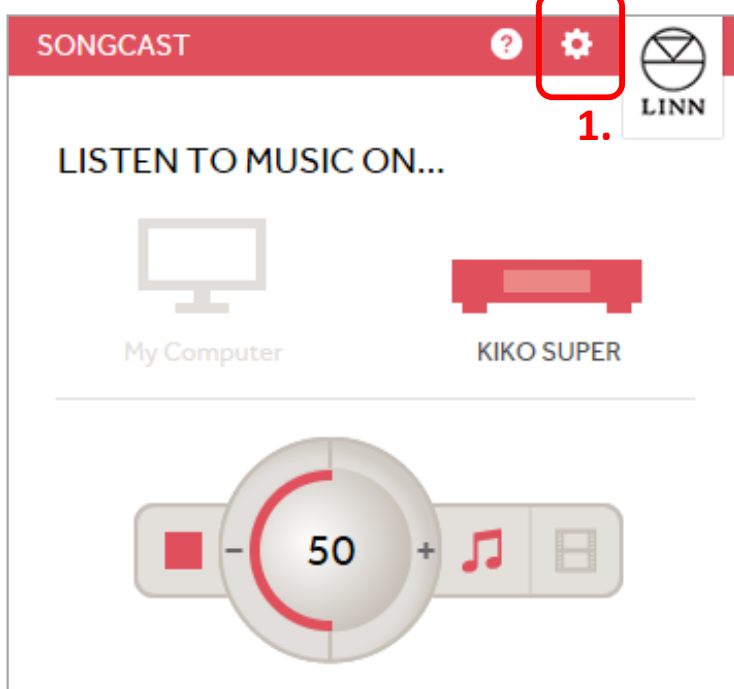 SONGCAST ?
LINN
1.
LISTEN TO MUSIC ON...
My Computer KIKO SUPER
- 50 +